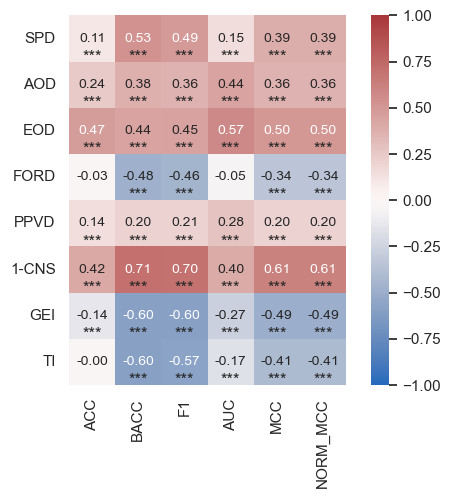 SPD 0.11 0.53 0.49 0.15 0.39 0.39
*** *** *** *** *** ***
AOD 0.24 0.38 0.36 0.44 0.36 0.36
*** *** *** *** *** ***
EOD 0.47 0.44 0.45 0.57 0.50 0.50
*** *** *** *** *** ***
FORD -0.03 -0.48 -0.46 -0.05 -0.34 -0.34
*** *** *** ***
PPVD 0.14 0.20 0.21 0.28 0.20 0.20
*** *** *** *** *** ***
1-CNS 0.42 0.71 0.70 0.40 0.61 0.61
*** *** *** *** *** ***
GEI -0.14 -0.60 -0.60 -0.27 -0.49 -0.49
*** *** *** *** *** ***
TI -0.00 -0.60 -0.57 -0.17 -0.41 -0.41
*** *** *** *** ***
ACC BACC F1 AUC MCC NORM_MCC
1.00
0.75
0.50
0.25
0.00
−0.25
−0.50
−0.75
−1.00